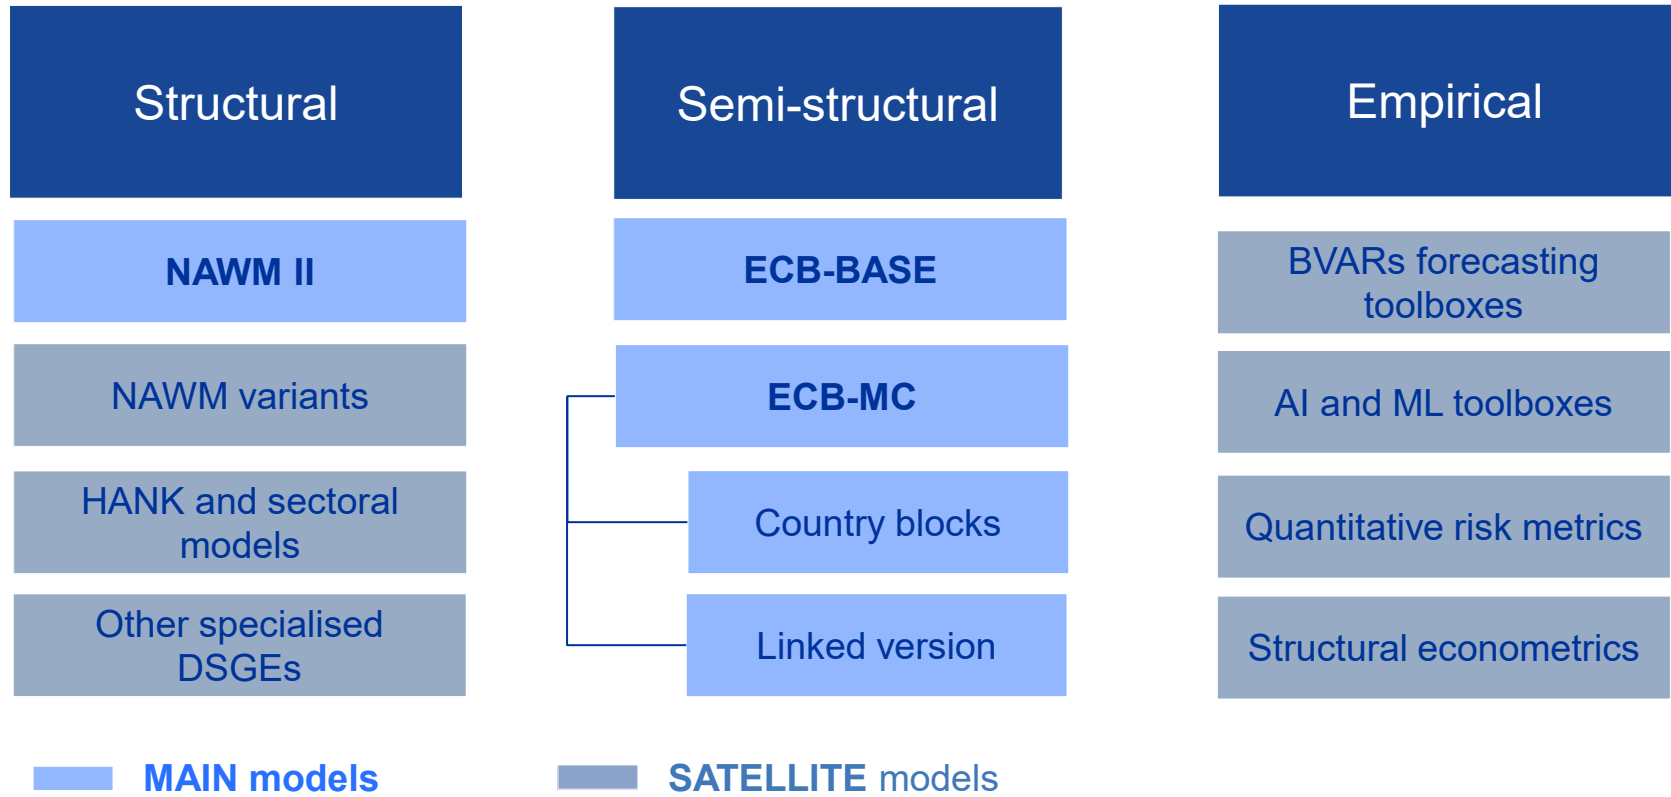 Structural
NAWM II
NAWM variants
HANK and sectoral
models
Other specialised
DSGEs
Semi-structural
ECB-BASE
ECB-MC
Country blocks
Linked version
Empirical
BVARs forecasting
toolboxes
AI and ML toolboxes
Quantitative risk metrics
Structural econometrics
MAIN models
SATELLITE models